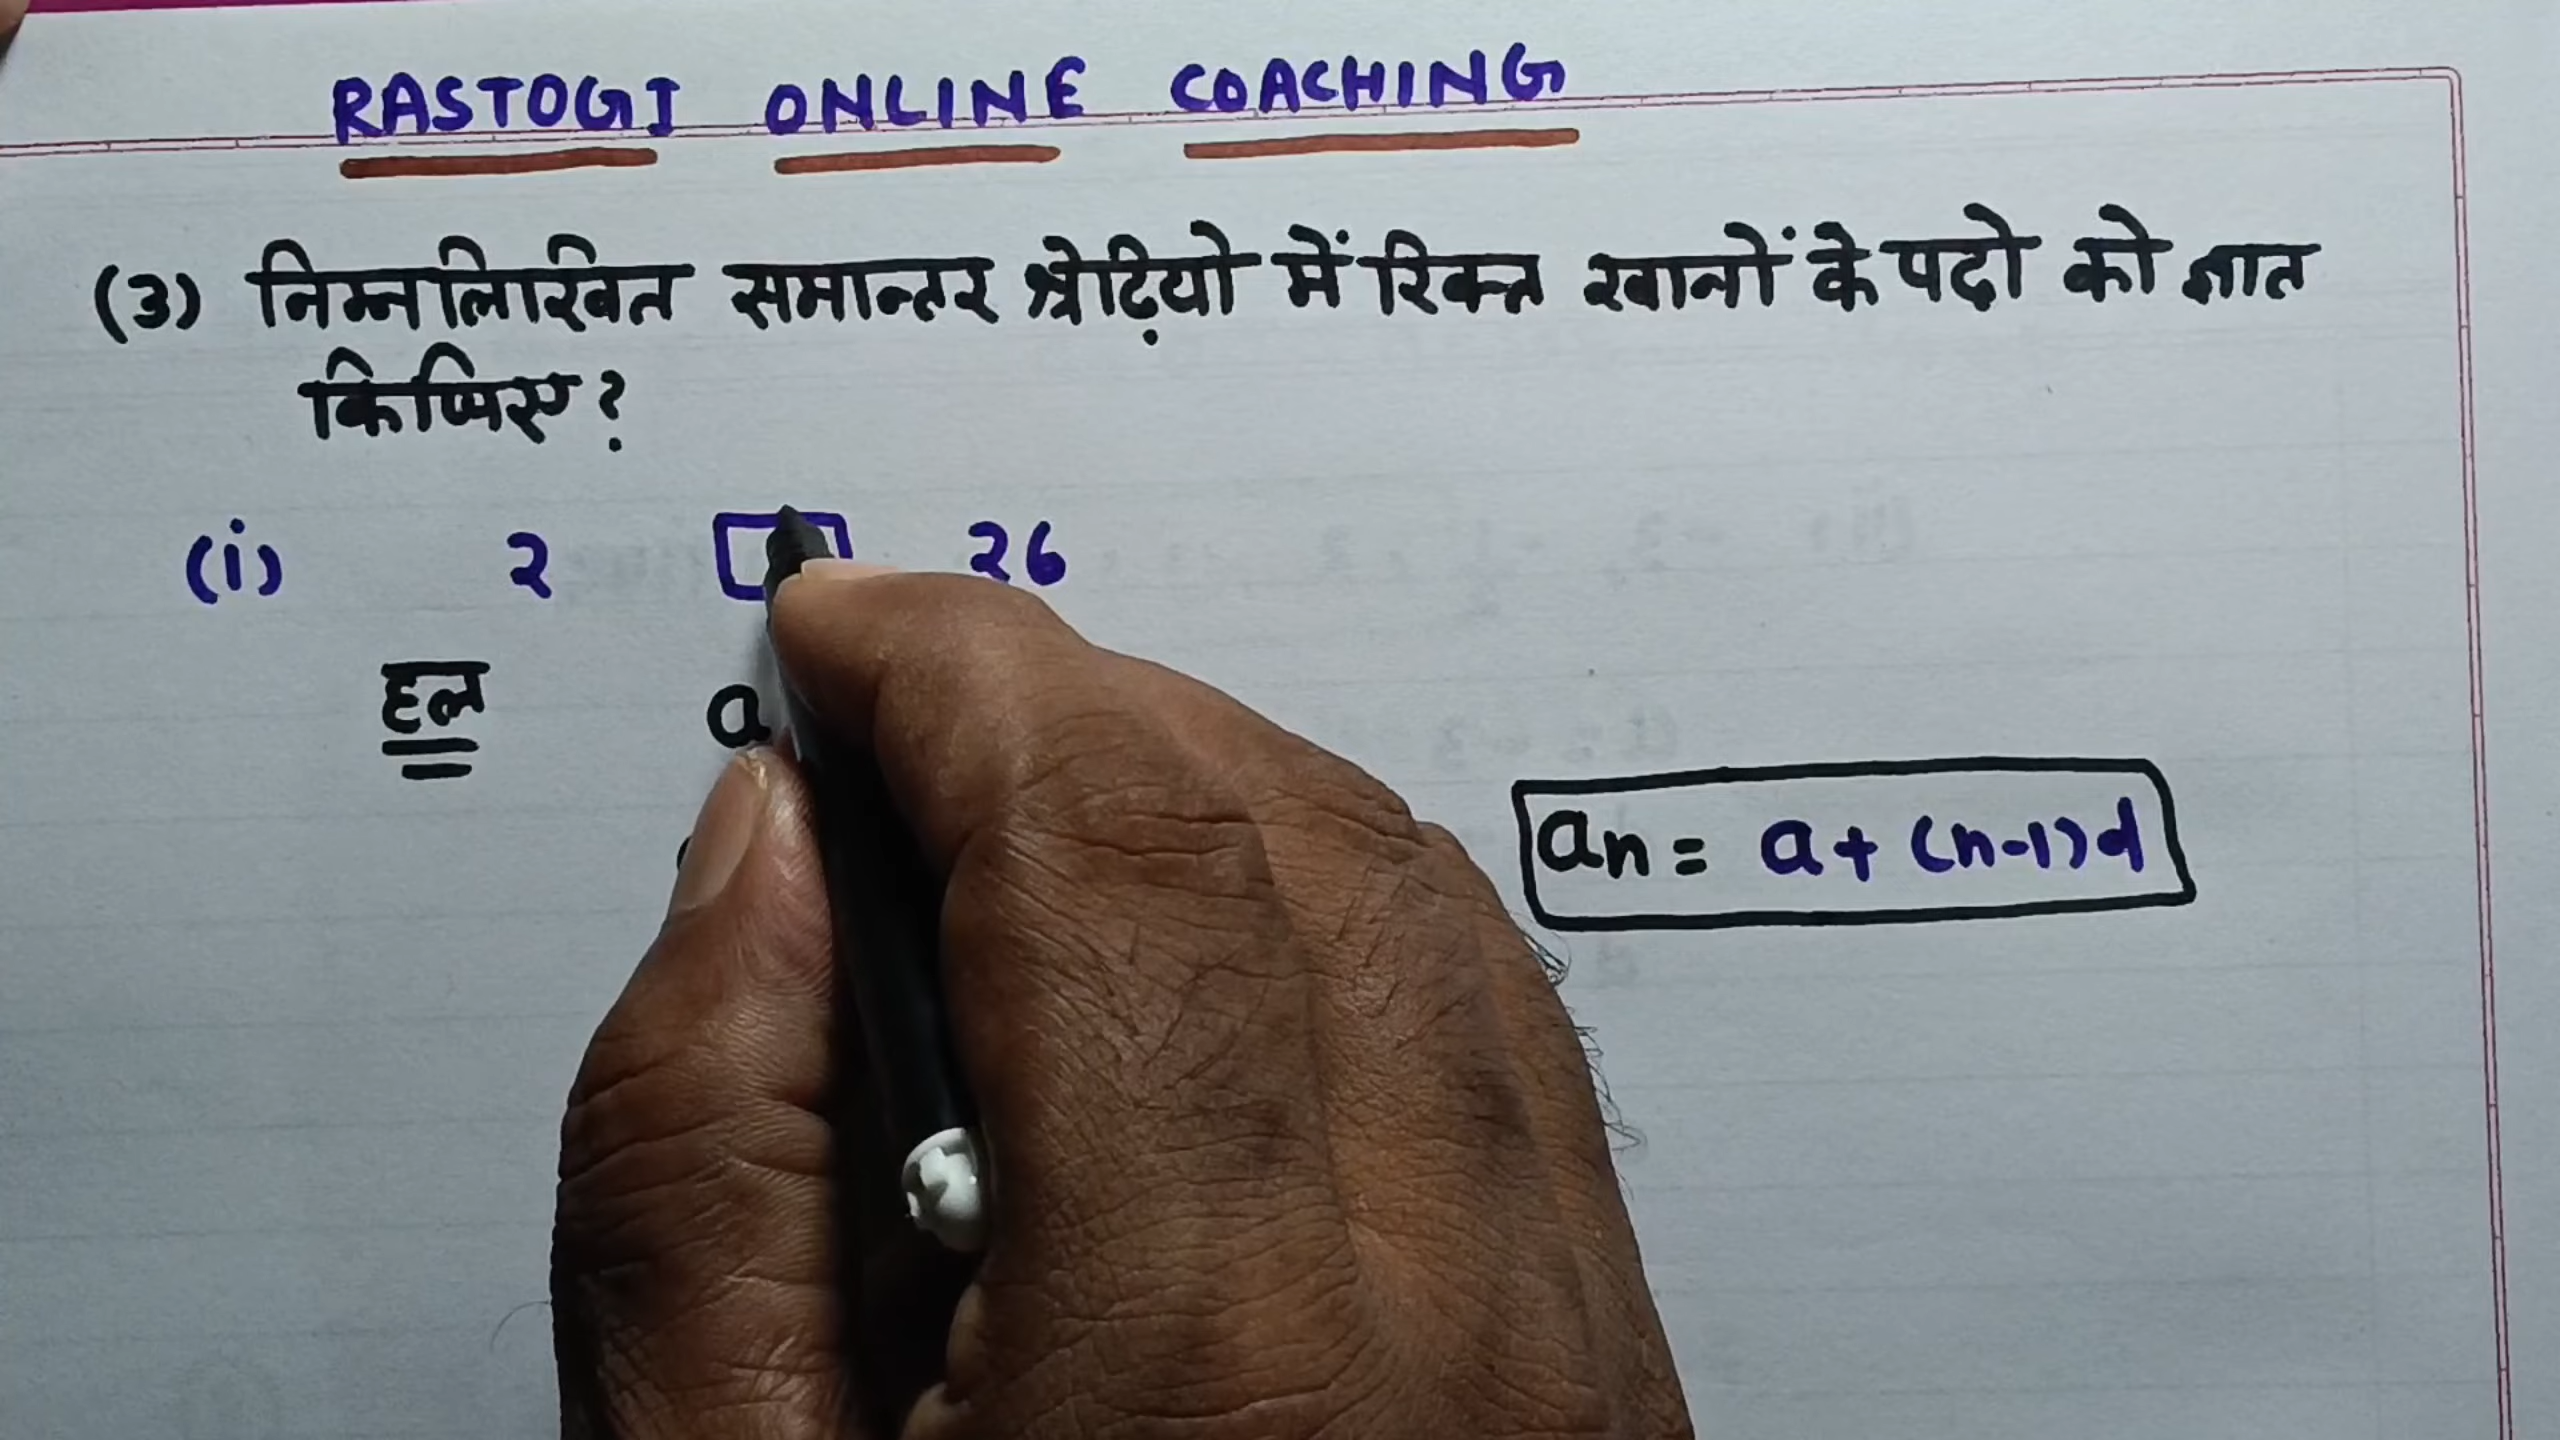 RASTOGI ONLINE COACHING
(3) निम्नलिखित समान्तर श्रेढ़ियो में रिक्त खानों के पदो को ज्ञात
किजिए?
(i) 2 26
हल a
an = a + (n-1)d